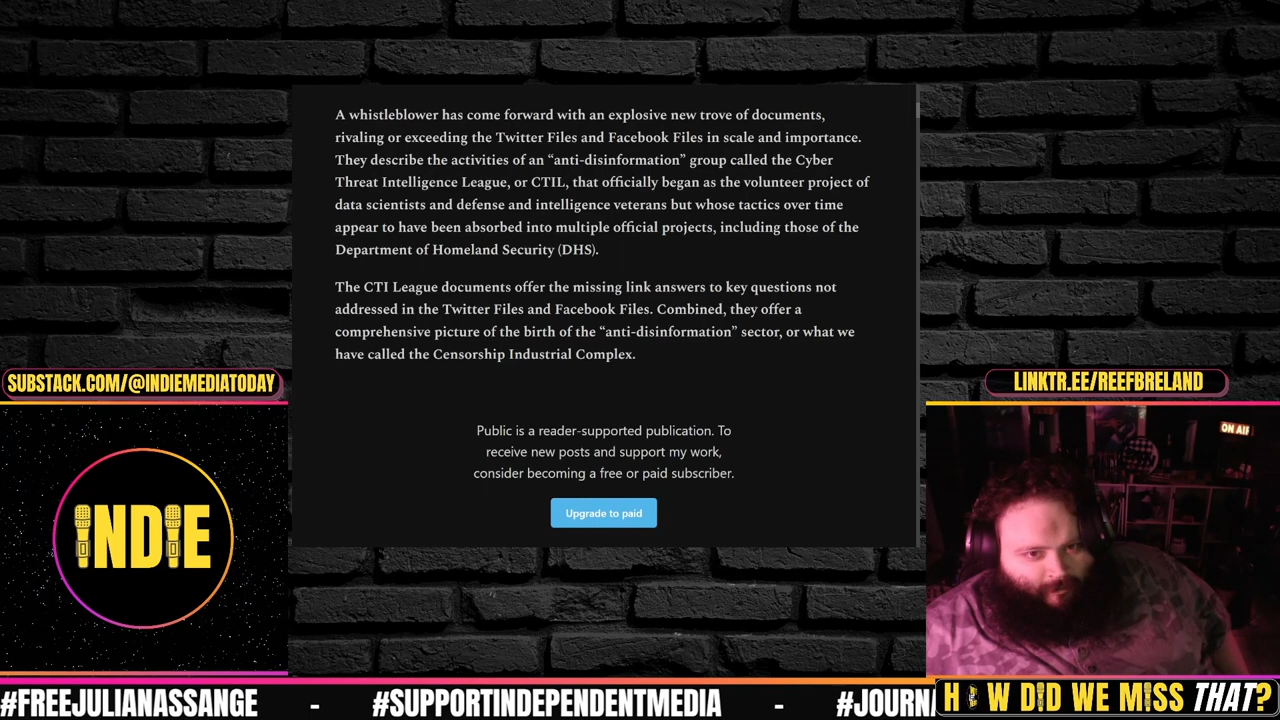 A whistleblower has come forward with an explosive new trove of documents,
rivaling or exceeding the Twitter Files and Facebook Files in scale and importance.
They describe the activities of an “anti-disinformation” group called the Cyber
Threat Intelligence League, or CTIL, that officially began as the volunteer project of
data scientists and defense and intelligence veterans but whose tactics over time
appear to have been absorbed into multiple official projects, including those of the
Department of Homeland Security (DHS).
The CTI League documents offer the missing link answers to key questions not
addressed in the Twitter Files and Facebook Files. Combined, they offer a
comprehensive picture of the birth of the “anti-disinformation” sector, or what we
have called the Censorship Industrial Complex.
Public is a reader-supported publication. To
receive new posts and support my work,
consider becoming a free or paid subscriber.
Upgrade to paid
SUBSTACK.COM/@INDIEMEDIATODAY
INDIE
LINKTR.EE/REEFBRELAND
ON AIR
#FREEJULIANASSANGE - #SUPPORTINDEPENDENTMEDIA - #JOURN
HOW DID WE MISS THAT?